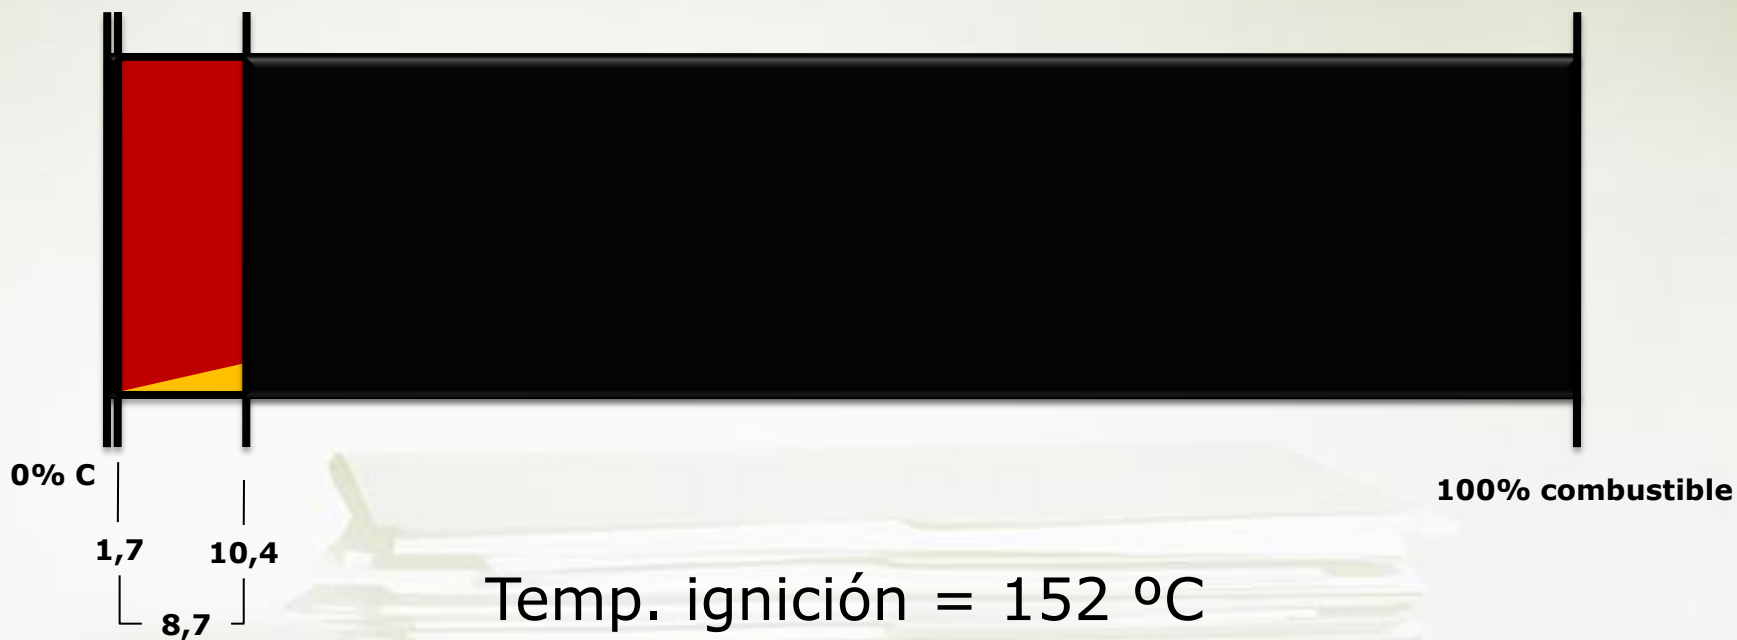 0% C
100% combustible
1,7
10,4
8,7
Temp. ignición = 152 ºC